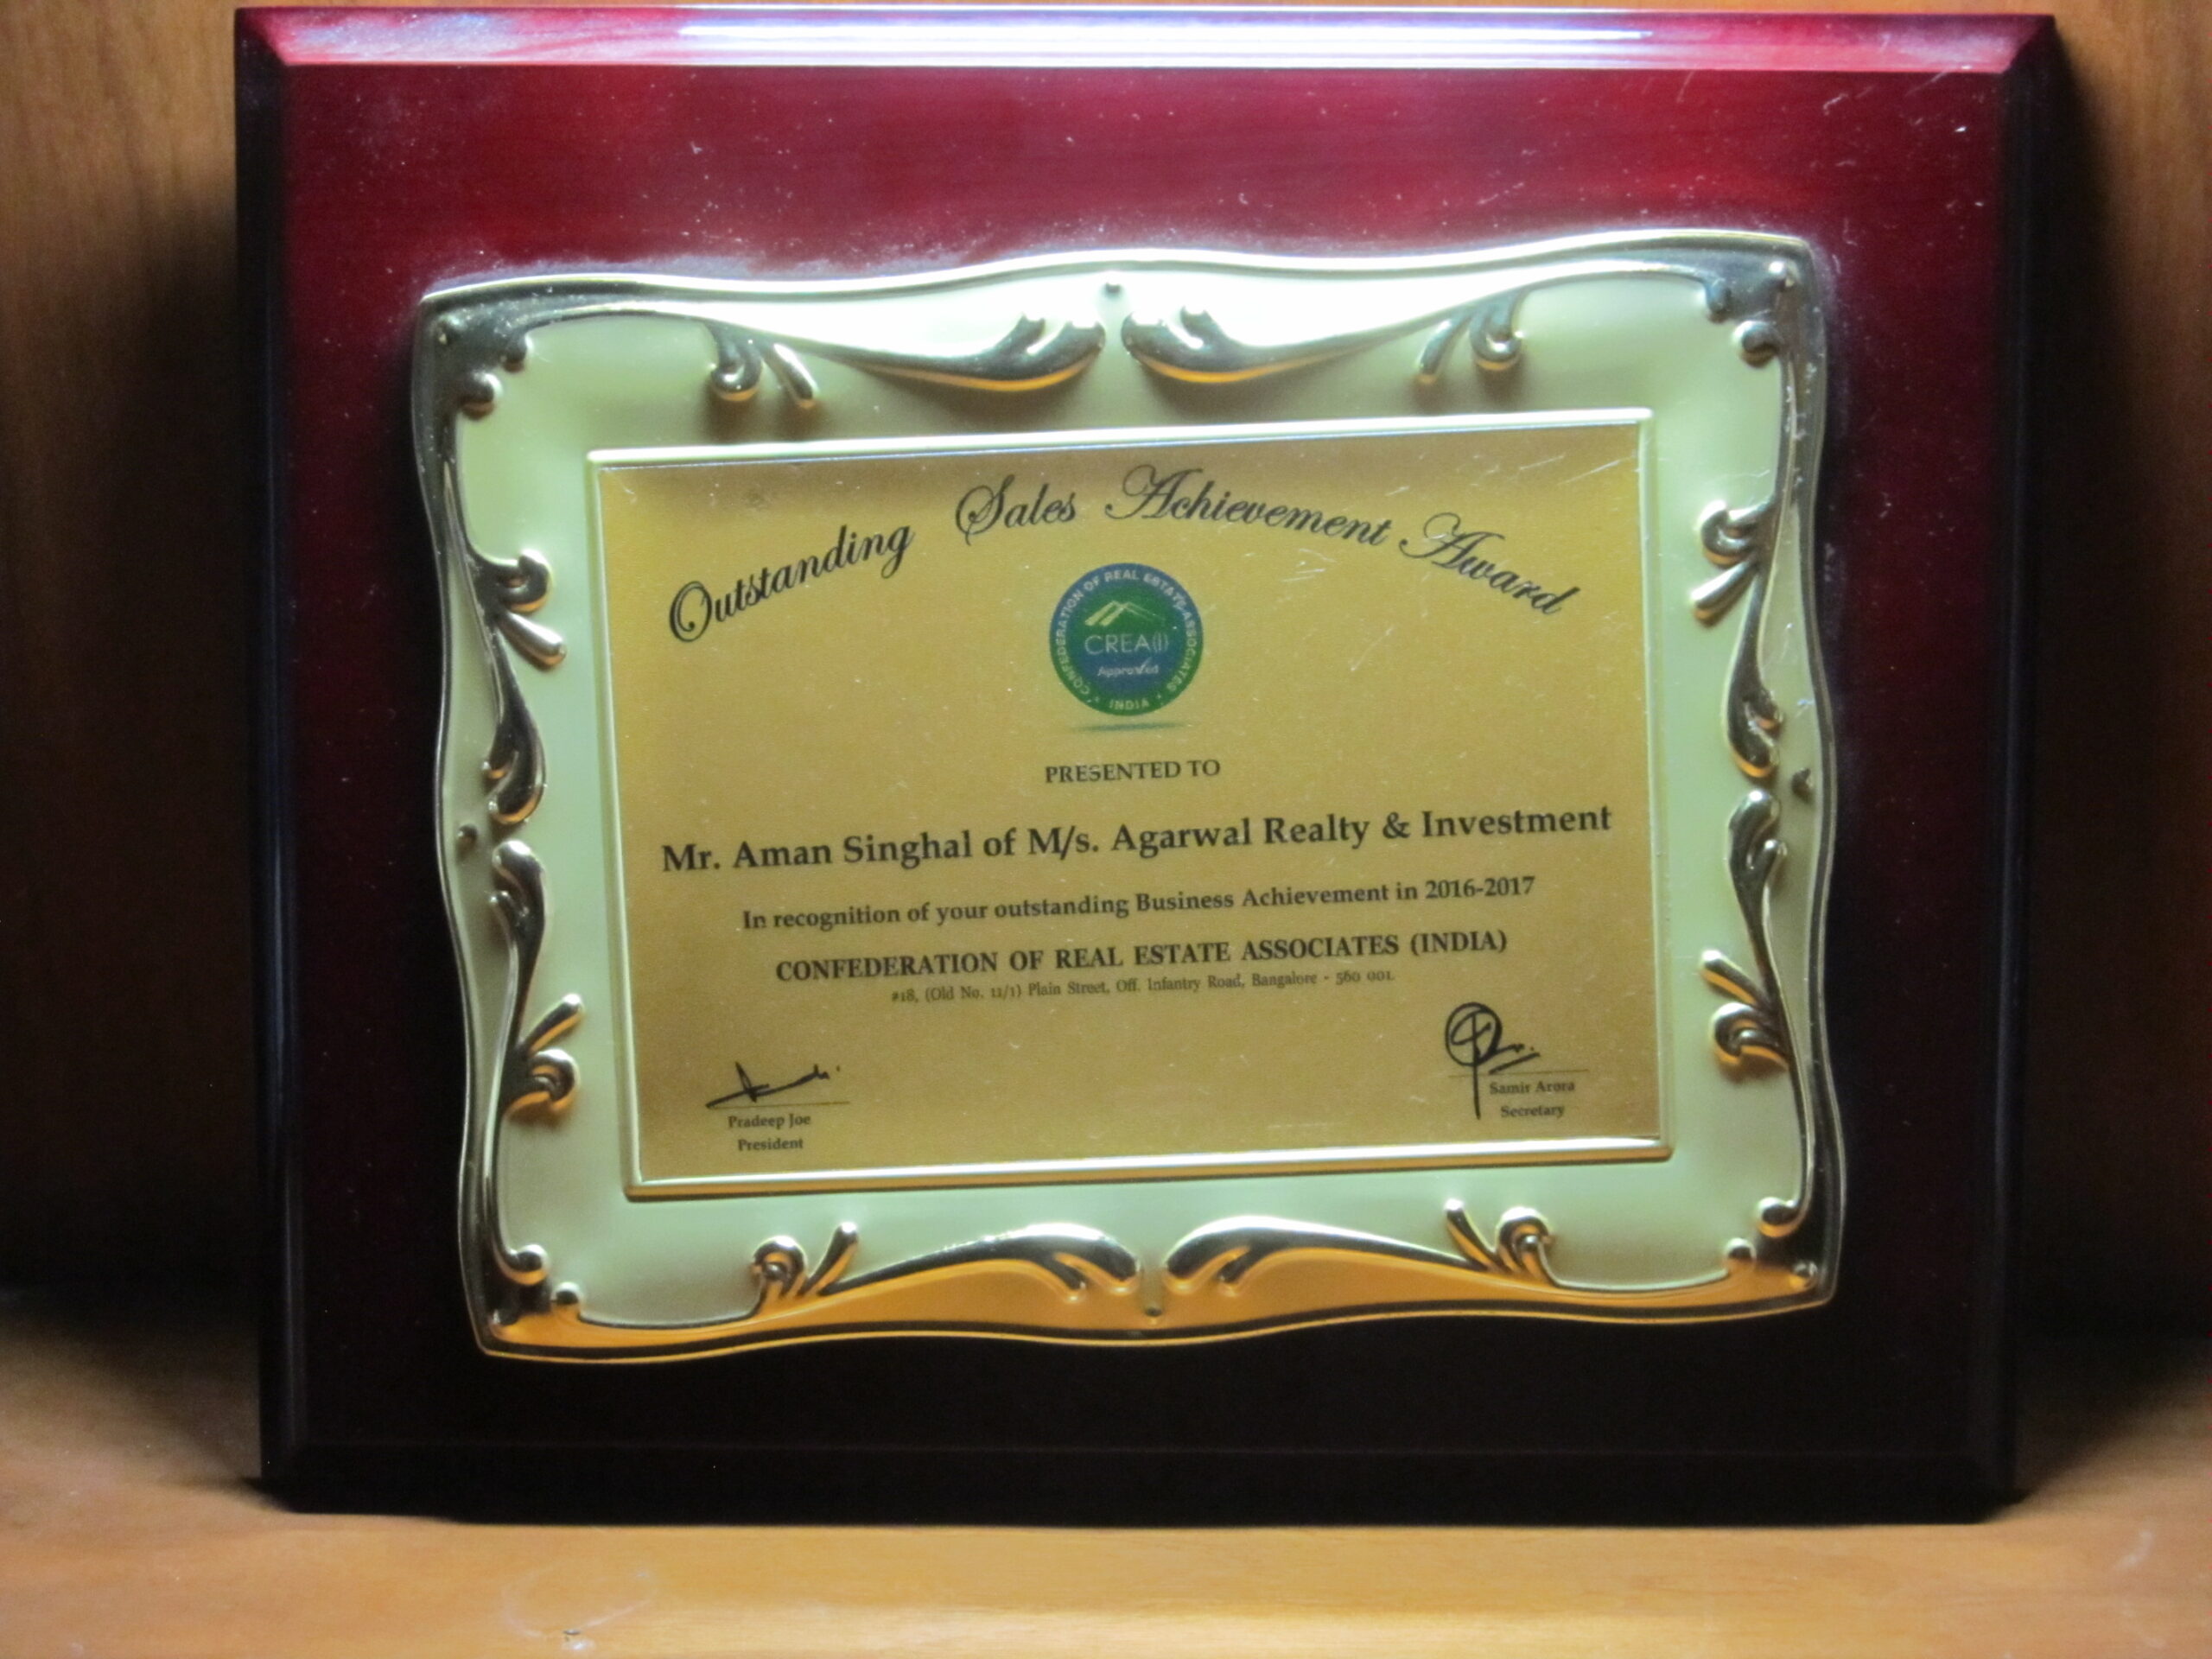 Outstanding Sales Achievement Award
CONFEDERATION OF REAL ESTATE ASSOCIATES
CREA(I)
Approved
INDIA
PRESENTED TO
Mr. Aman Singhal of M/s. Agarwal Realty & Investment
In recognition of your outstanding Business Achievement in 2016-2017
CONFEDERATION OF REAL ESTATE ASSOCIATES (INDIA)
#18, (Old No. 11/1) Plain Street, Off. Infantry Road, Bangalore - 560 001.
Pradeep Joe
President
Samir Arora
Secretary